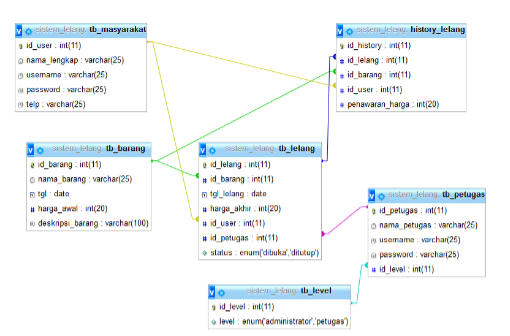 sistem_lelang tb_masyarakat
id_user : int(11)
nama_lengkap : varchar(25)
username : varchar(25)
password : varchar(25)
telp : varchar(25)
sistem_lelang history_lelang
id_history : int(11)
id_lelang : int(11)
id_barang : int(11)
id_user : int(11)
penawaran_harga : int(20)
sistem_lelang tb_barang
id_barang : int(11)
nama_barang : varchar(25)
tgl : date
harga_awal : int(20)
deskripsi_barang : varchar(100)
sistem_lelang tb_lelang
id_lelang : int(11)
id_barang : int(11)
tgl_lelang : date
harga_akhir : int(20)
id_user : int(11)
id_petugas : int(11)
status : enum('dibuka','ditutup')
sistem_lelang tb_petugas
id_petugas : int(11)
nama_petugas : varchar(25)
username : varchar(25)
password : varchar(25)
id_level : int(11)
sistem_lelang tb_level
id_level : int(11)
level : enum('administrator','petugas')